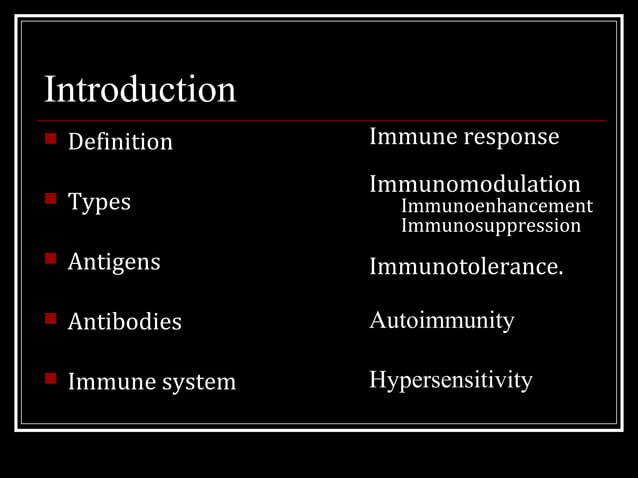 Introduction
Definition
Types
Antigens
Antibodies
Immune system
Immune response
Immunomodulation
Immunoenhancement
Immunosuppression
Immunotolerance.
Autoimmunity
Hypersensitivity